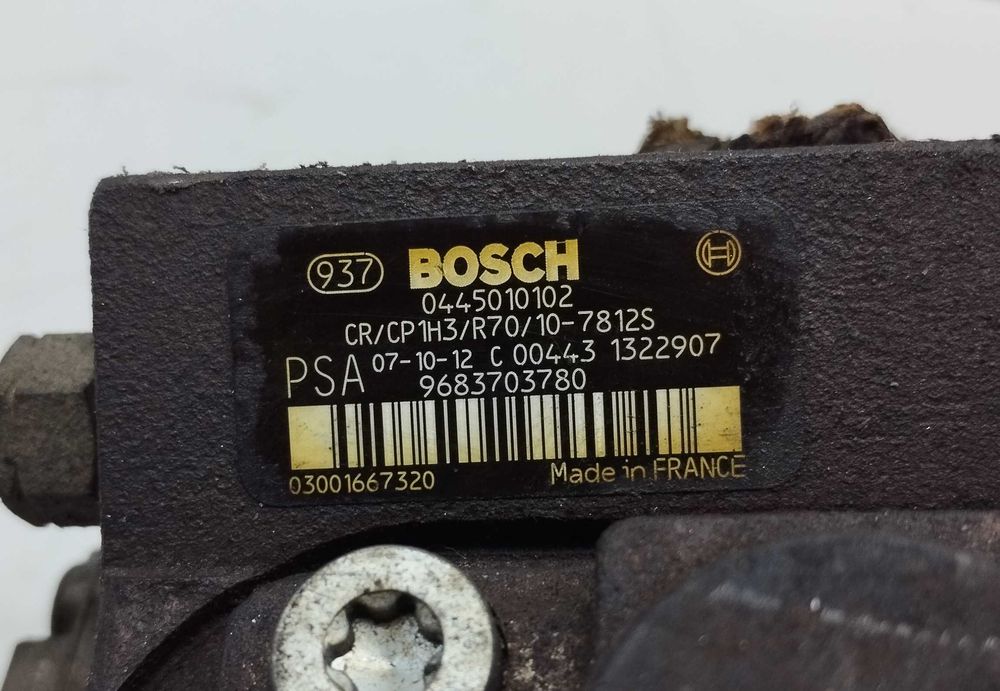 937 BOSCH
0445010102
CR/CP1H3/R70/10-7812S
PSA 07-10-12 C 00443 1322907
9683703780
03001667320 Made in FRANCE